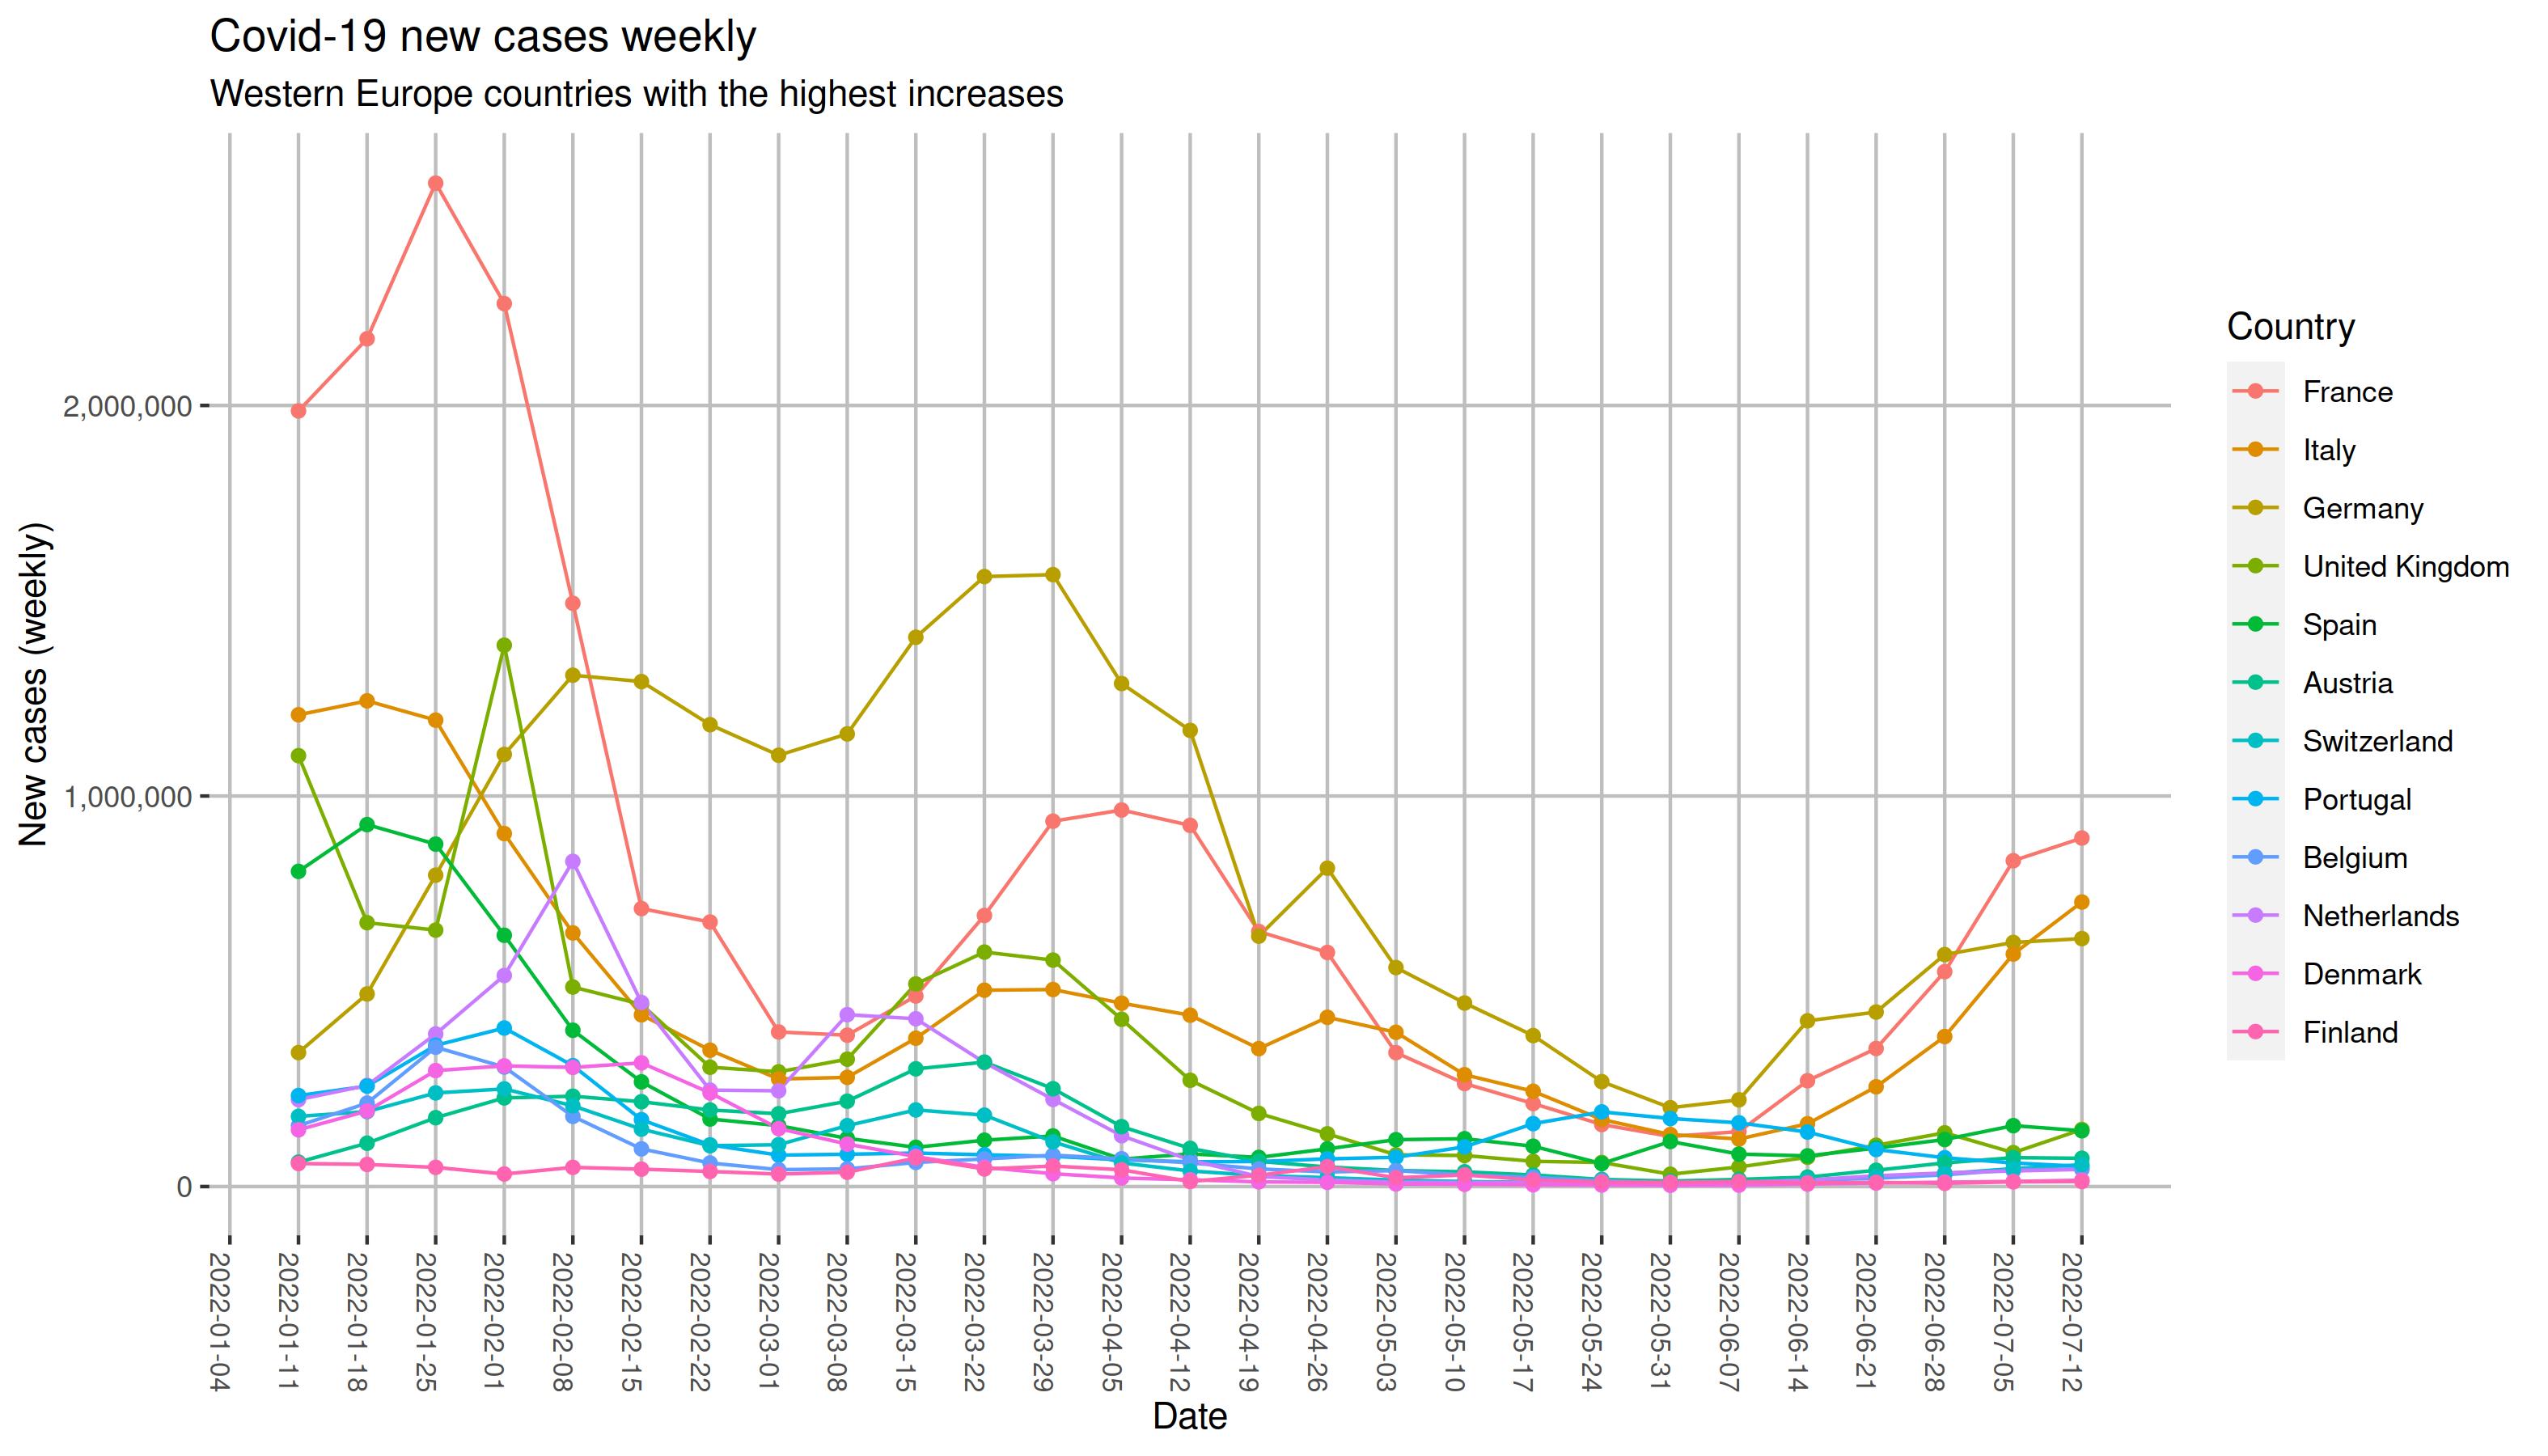 Covid-19 new cases weekly
Western Europe countries with the highest increases
New cases (weekly)
2,000,000
1,000,000
0
2022-01-04
2022-01-11
2022-01-18
2022-01-25
2022-02-01
2022-02-08
2022-02-15
2022-02-22
2022-03-01
2022-03-08
2022-03-15
2022-03-22
2022-03-29
2022-04-05
2022-04-12
2022-04-19
2022-04-26
2022-05-03
2022-05-10
2022-05-17
2022-05-24
2022-05-31
2022-06-07
2022-06-14
2022-06-21
2022-06-28
2022-07-05
2022-07-12
Date
Country
France
Italy
Germany
United Kingdom
Spain
Austria
Switzerland
Portugal
Belgium
Netherlands
Denmark
Finland